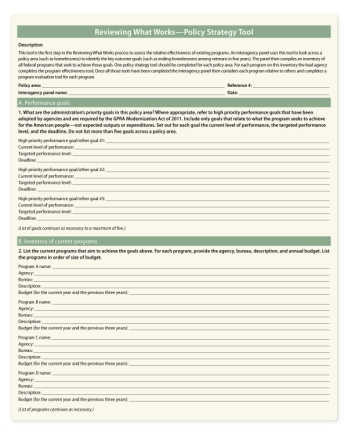 Reviewing What Works—Policy Strategy Tool
Description
This tool is the first step in the Reviewing What Works process to assess the relative effectiveness of existing programs. An interagency panel uses this tool to look across a
policy area (such as homelessness) to identify the key outcome goals (such as ending homelessness among veterans in five years). The panel then compiles an inventory of
all federal programs that seek to achieve those goals. One policy strategy tool should be completed for each policy area. For each program on this inventory the lead agency
completes the program effectiveness tool. Once all those tools have been completed the interagency panel then considers each program relative to others and completes a
program evaluation tool for each program.
Policy area: Reference #:
Interagency panel name: Date:
A. Performance goals
1. What are the administration's priority goals in this policy area? Where appropriate, refer to high priority performance goals that have been
adopted by agencies and are required by the GPRA Modernization Act of 2011. Include only goals that relate to what the program seeks to achieve
for the American people—not expected outputs or expenditures. Set out for each goal the current level of performance, the targeted performance
level, and the deadline. Do not list more than five goals across a policy area.
High priority performance goal/other goal #1:
Current level of performance:
Targeted performance level:
Deadline:
High priority performance goal/other goal #2:
Current level of performance:
Targeted performance level:
Deadline:
High priority performance goal/other goal #3:
Current level of performance:
Targeted performance level:
Deadline:
(List of goals continues as necessary to a maximum of five.)
B. Inventory of current programs
2. List the current programs that aim to achieve the goals above. For each program, provide the agency, bureau, description, and annual budget. List
the programs in order of size of budget.
Program A name:
Agency:
Bureau:
Description:
Budget (for the current year and the previous three years):
Program B name:
Agency:
Bureau:
Description:
Budget (for the current year and the previous three years):
Program C name:
Agency:
Bureau:
Description:
Budget (for the current year and the previous three years):
Program D name:
Agency:
Bureau:
Description:
Budget (for the current year and the previous three years):
(List of programs continues as necessary.)